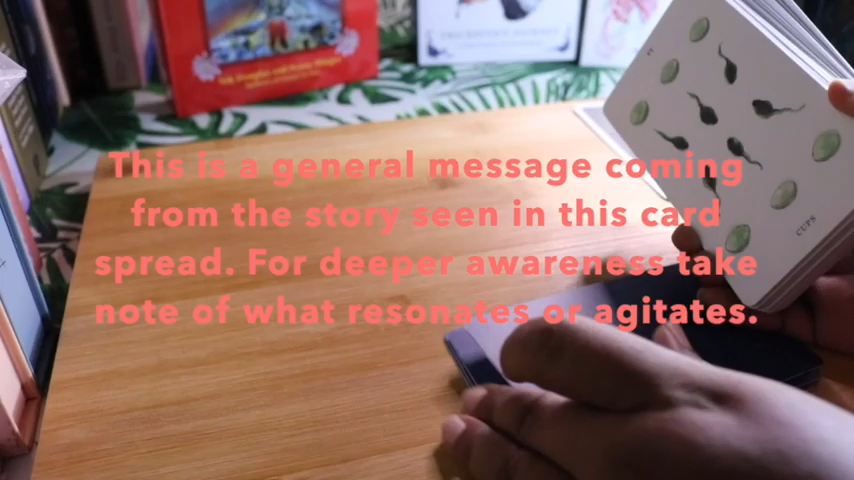 This is a general message coming
from the story seen in this card
spread. For deeper awareness take
note of what resonates or agitates.
CUPS